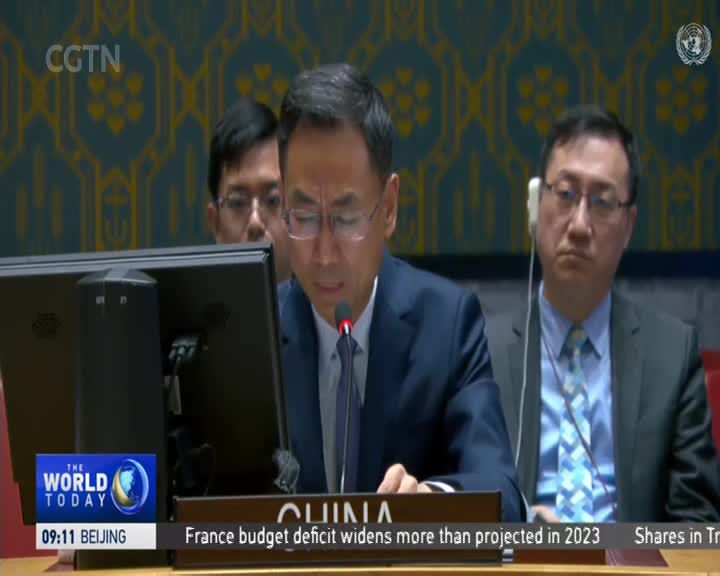 CGTN
CHINA
THE
WORLD
TODAY
09:11 BEIJING
France budget deficit widens more than projected in 2023 Shares in Tr